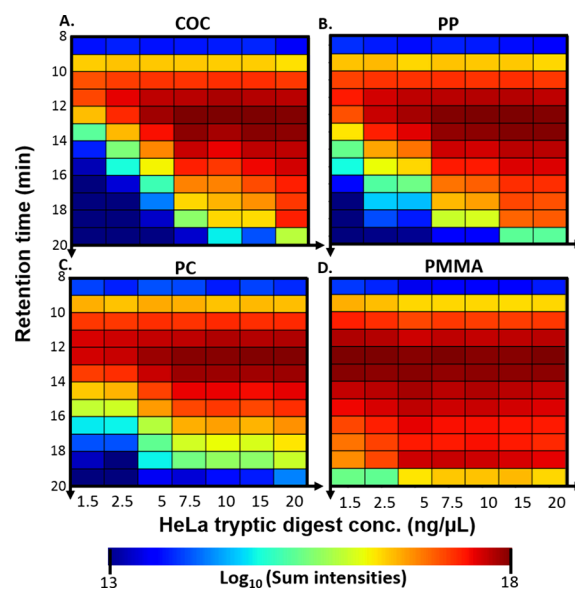 A. COC
B. PP
8
10
12
14
16
18
20
Retention time (min)
C. PC
D. PMMA
8
10
12
14
16
18
20
1.5 2.5 5 7.5 10 15 20
1.5 2.5 5 7.5 10 15 20
HeLa tryptic digest conc. (ng/µL)
13 Log₁₀ (Sum intensities) 18